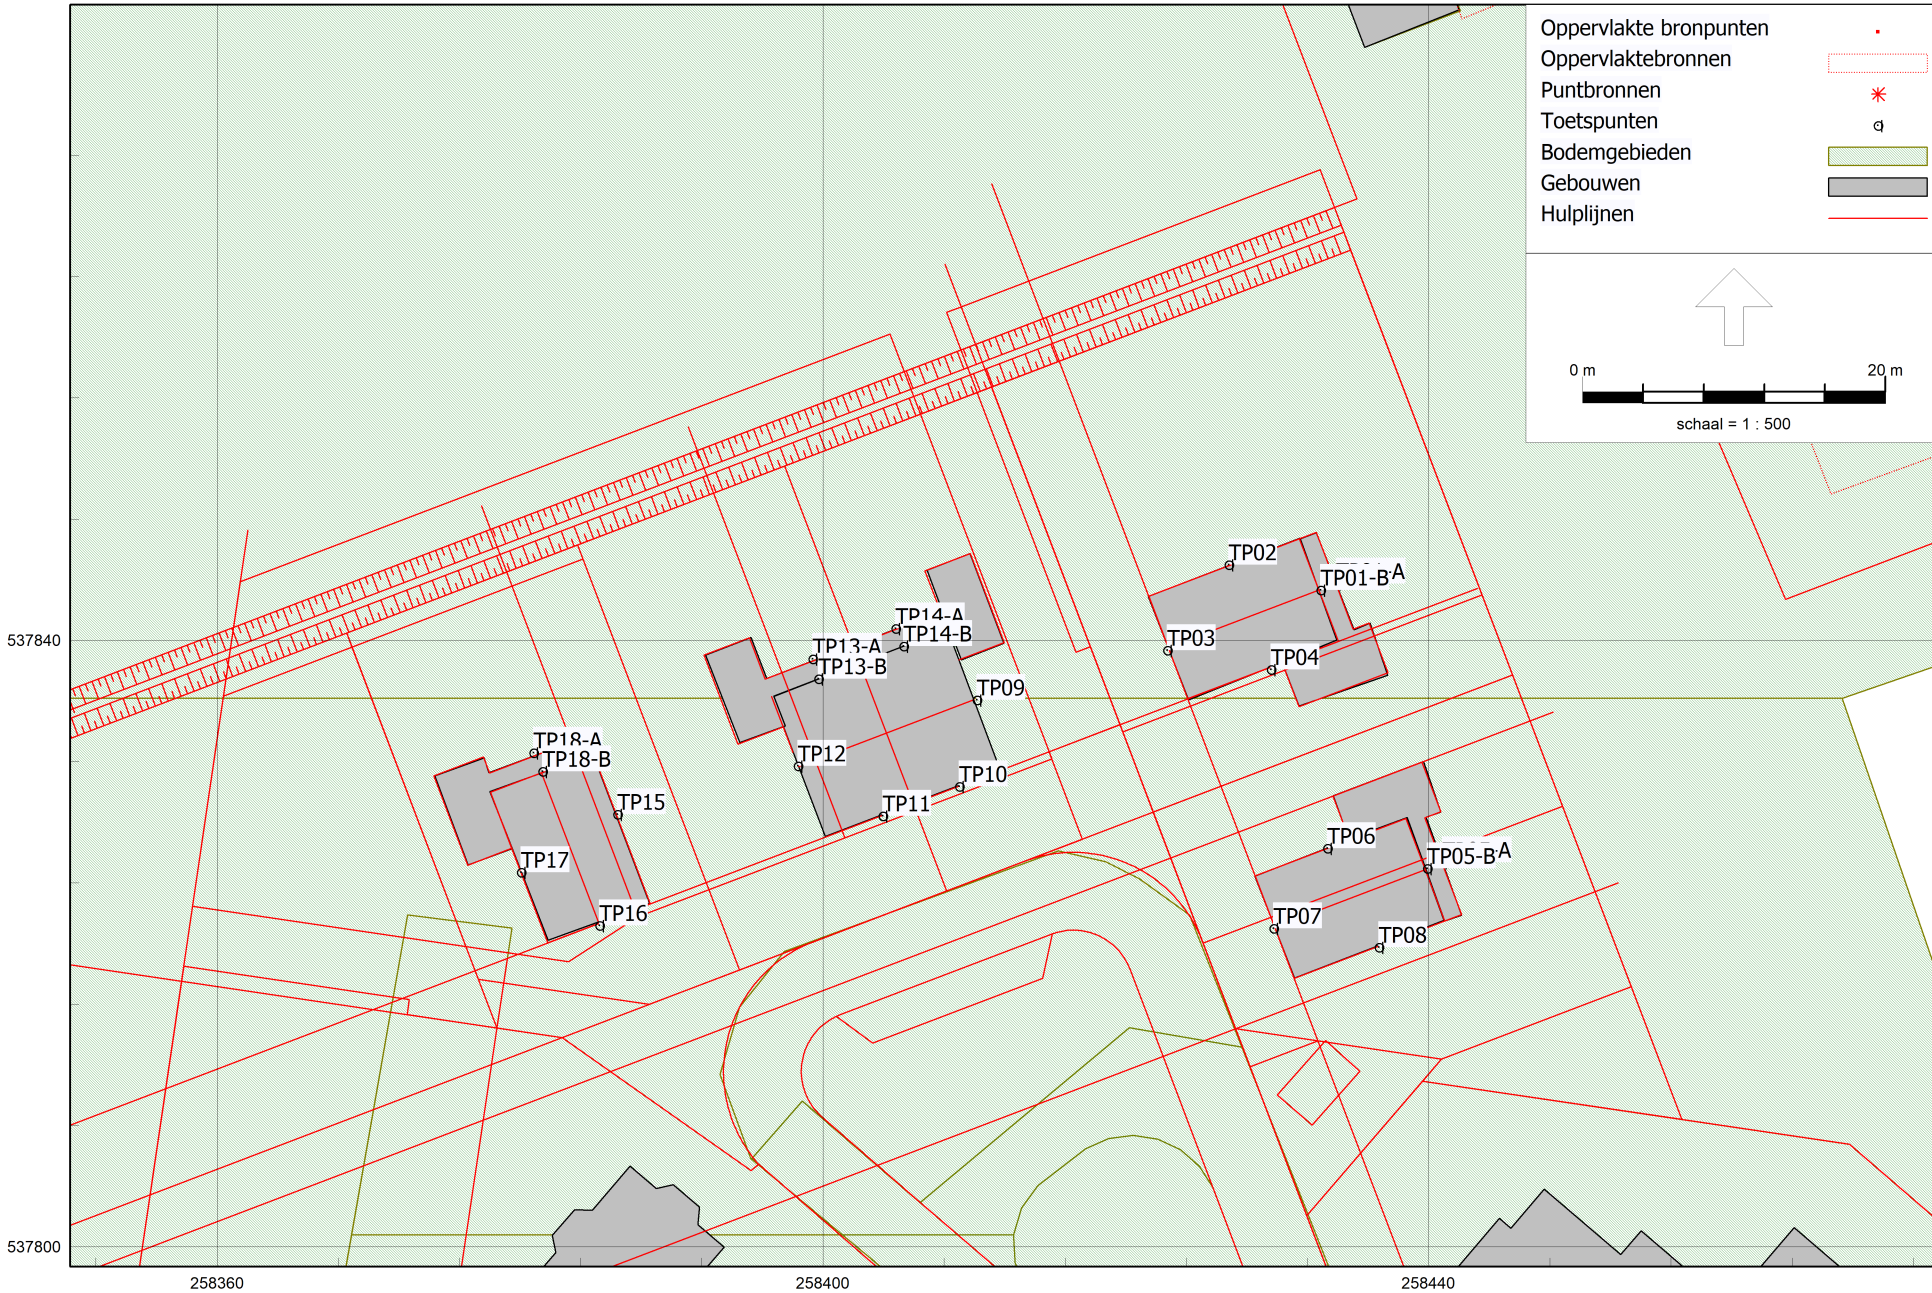 Oppervlakte bronpunten
Oppervlaktebronnen
Puntbronnen
Toetspunten
Bodemgebieden
Gebouwen
Hulplijnen
0 m
20 m
schaal = 1 : 500
TP02
TP01-B
-A
TP03
TP04
TP14-A
TP14-B
TP13-A
TP13-B
TP09
TP12
TP10
TP11
TP18-A
TP18-B
TP15
TP17
TP16
TP06
TP05-B
-A
TP07
TP08
537840
537800
258360
258400
258440